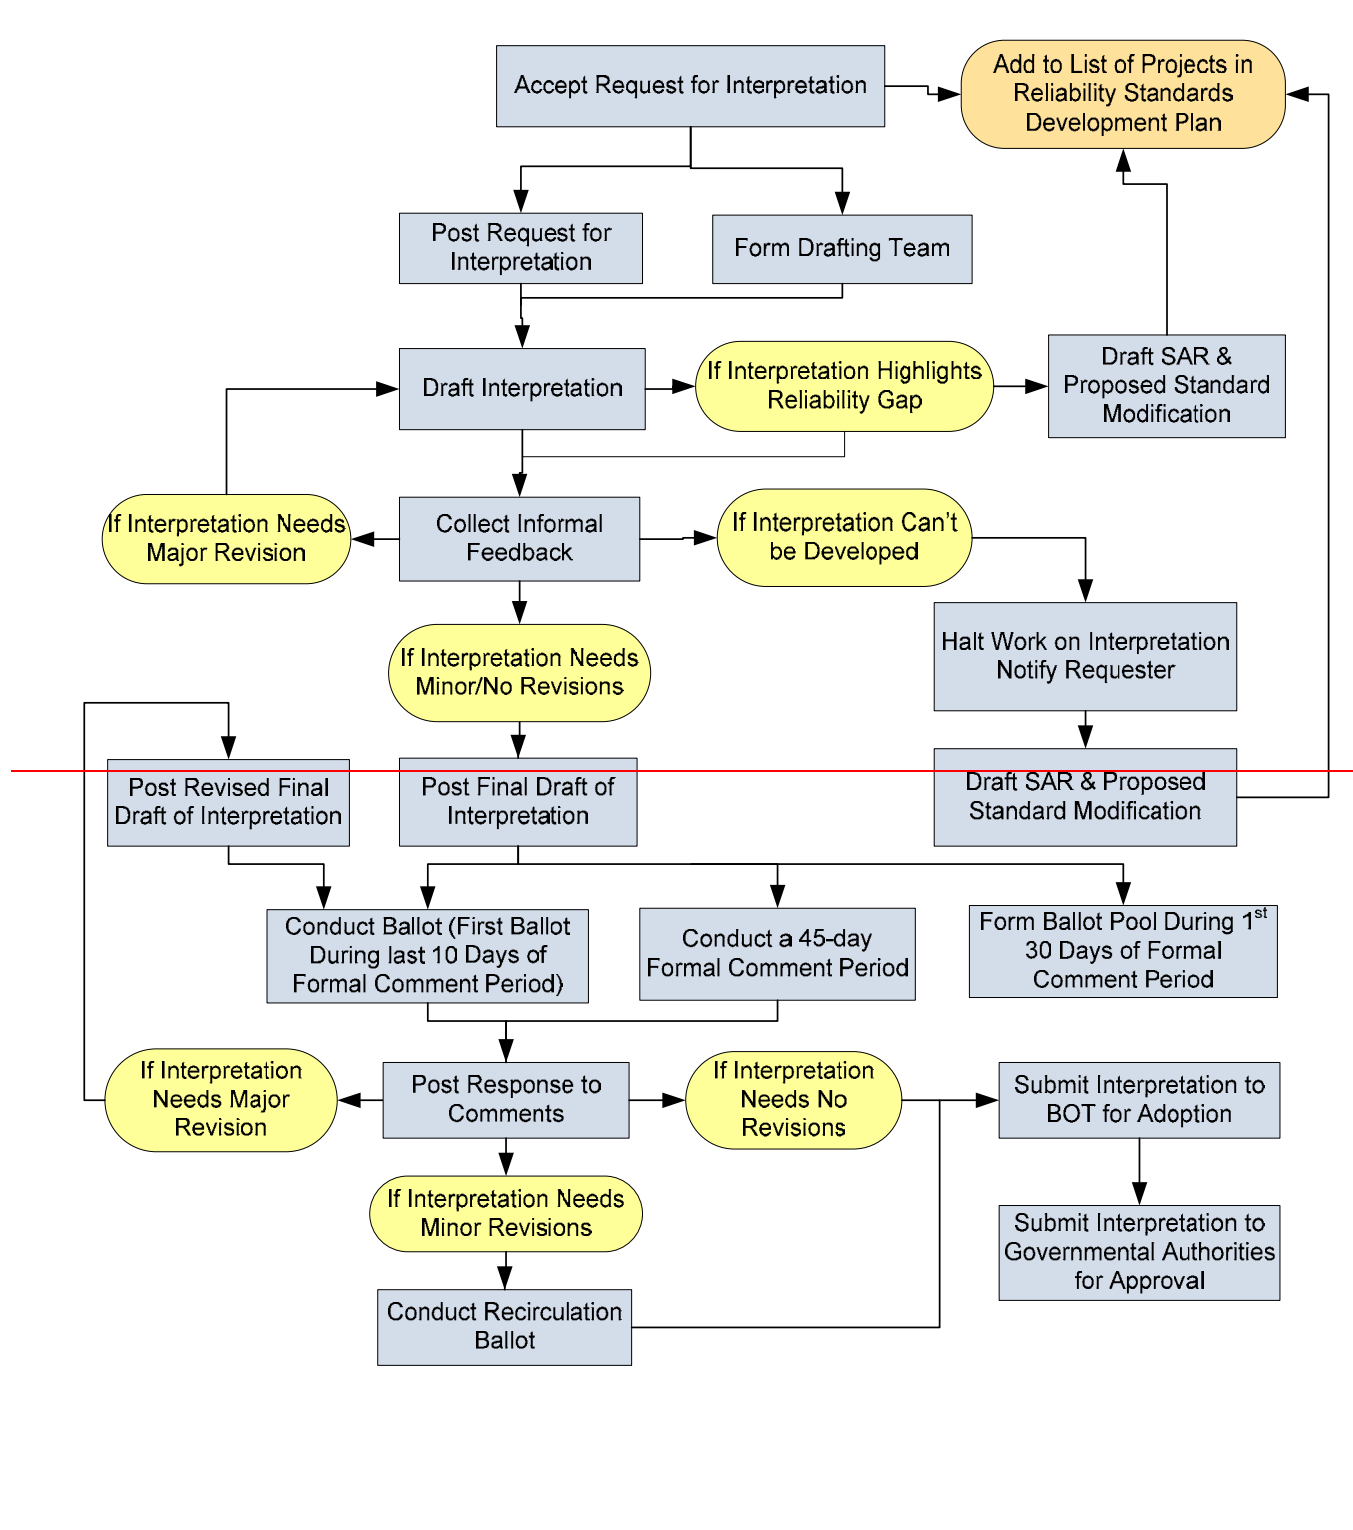 Accept Request for Interpretation
Add to List of Projects in
Reliability Standards
Development Plan
Post Request for
Interpretation
Form Drafting Team
Draft Interpretation
If Interpretation Highlights
Reliability Gap
Draft SAR &
Proposed Standard
Modification
If Interpretation Needs
Major Revision
Collect Informal
Feedback
If Interpretation Can’t
be Developed
Halt Work on Interpretation
Notify Requester
If Interpretation Needs
Minor/No Revisions
Post Revised Final
Draft of Interpretation
Post Final Draft of
Interpretation
Draft SAR & Proposed
Standard Modification
Conduct Ballot (First Ballot
During last 10 Days of
Formal Comment Period)
Conduct a 45-day
Formal Comment Period
Form Ballot Pool During 1st
30 Days of Formal
Comment Period
If Interpretation
Needs Major
Revision
Post Response to
Comments
If Interpretation
Needs No
Revisions
Submit Interpretation to
BOT for Adoption
If Interpretation Needs
Minor Revisions
Submit Interpretation to
Governmental Authorities
for Approval
Conduct Recirculation
Ballot